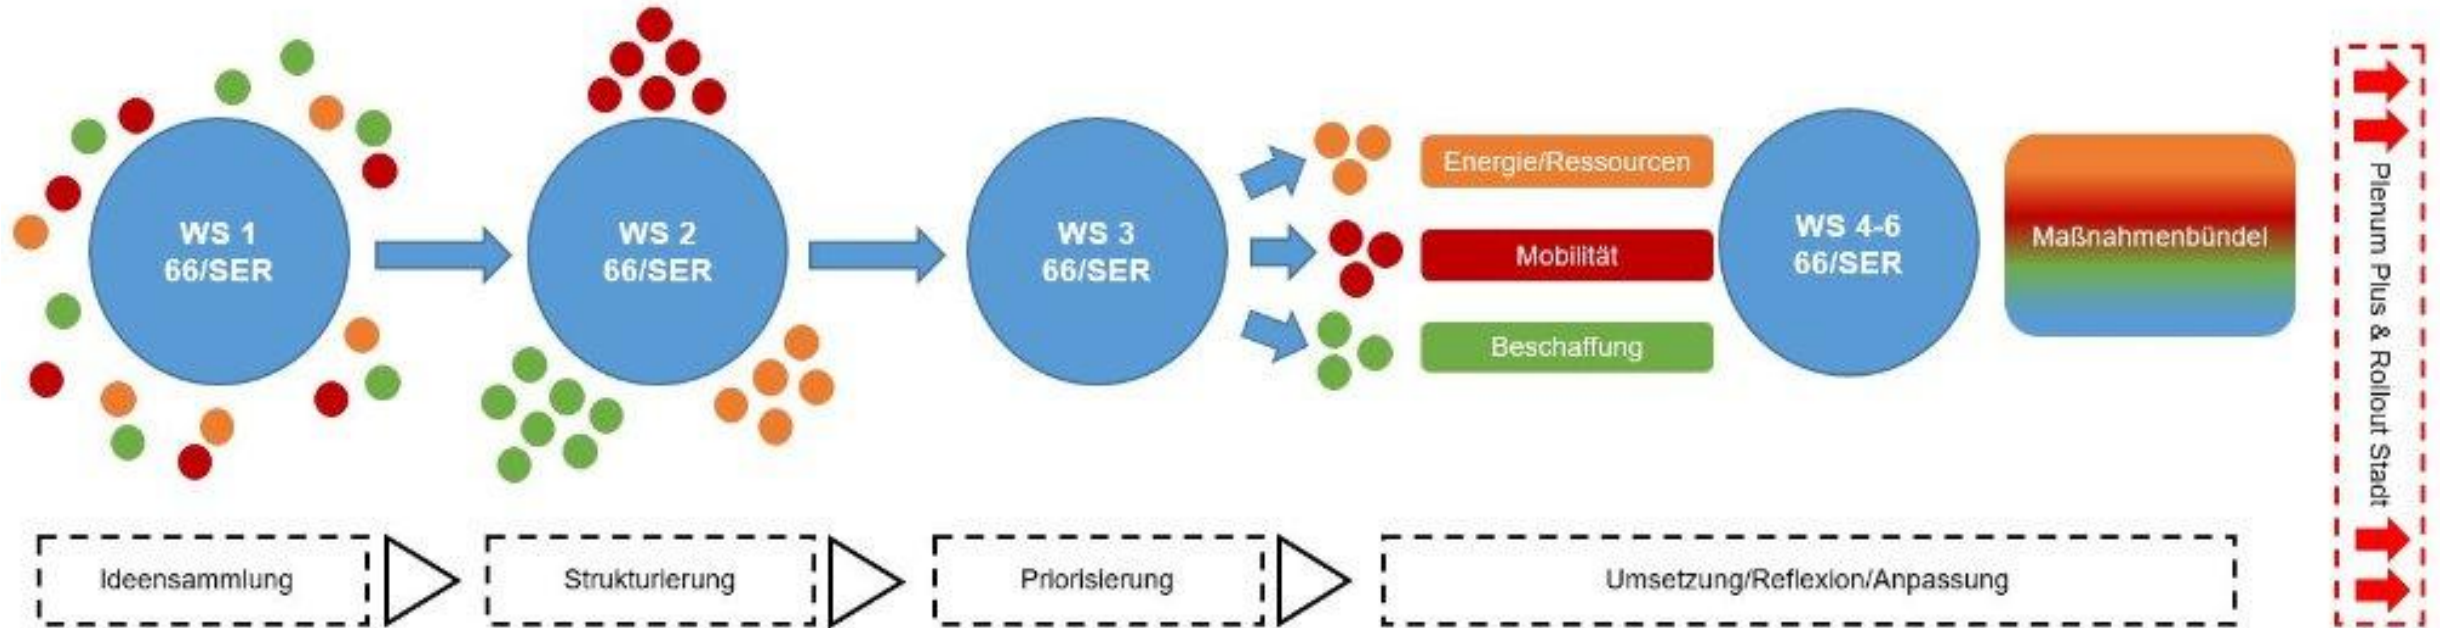 WS 1
66/SER
WS 2
66/SER
WS 3
66/SER
Energie/Ressourcen
Mobilität
Beschaffung
WS 4-6
66/SER
Maßnahmenbündel
Plenum Plus & Rollout Stadt
Ideensammlung
Strukturierung
Priorisierung
Umsetzung/Reflexion/Anpassung